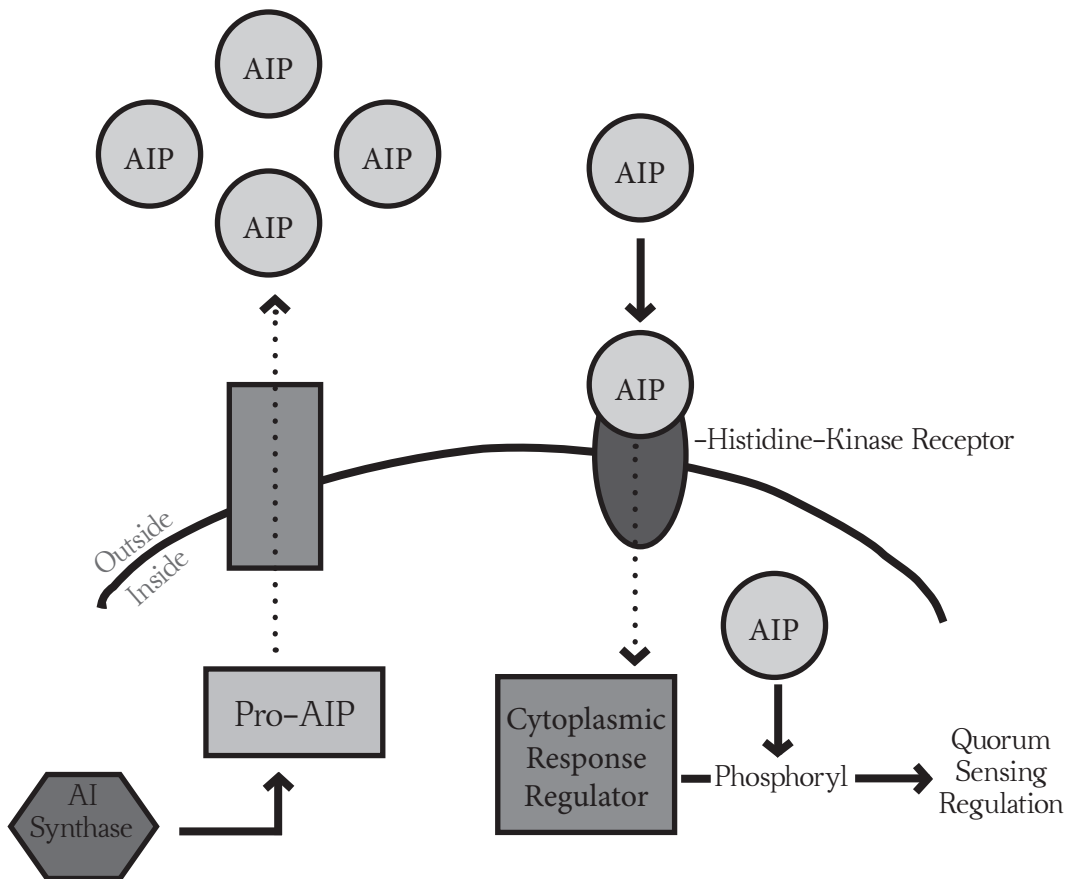 AIP
AIP
AIP
AIP
AIP
AIP
-Histidine-Kinase Receptor
Outside
Inside
AIP
Pro-AIP
AI
Synthase
Cytoplasmic
Response
Regulator
Phosphoryl
Quorum
Sensing
Regulation